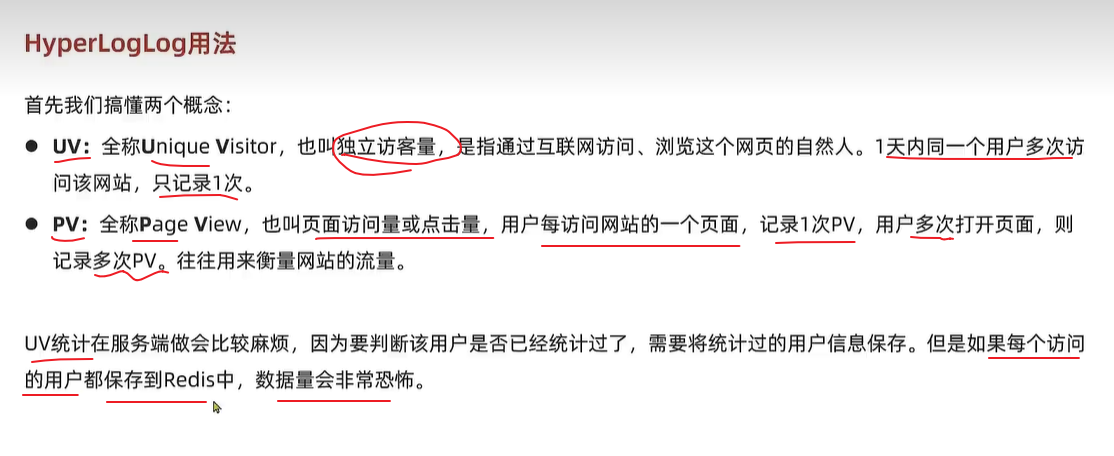 HyperLogLog用法
首先我们搞懂两个概念：
● UV：全称Unique Visitor，也叫独立访客量，是指通过互联网访问、浏览这个网页的自然人。1天内同一个用户多次访
问该网站，只记录1次。
● PV：全称Page View，也叫页面访问量或点击量，用户每访问网站的一个页面，记录1次PV，用户多次打开页面，则
记录多次PV。往往用来衡量网站的流量。
UV统计在服务端做会比较麻烦，因为要判断该用户是否已经统计过了，需要将统计过的用户信息保存。但是如果每个访问
的用户都保存到Redis中，数据量会非常恐怖。